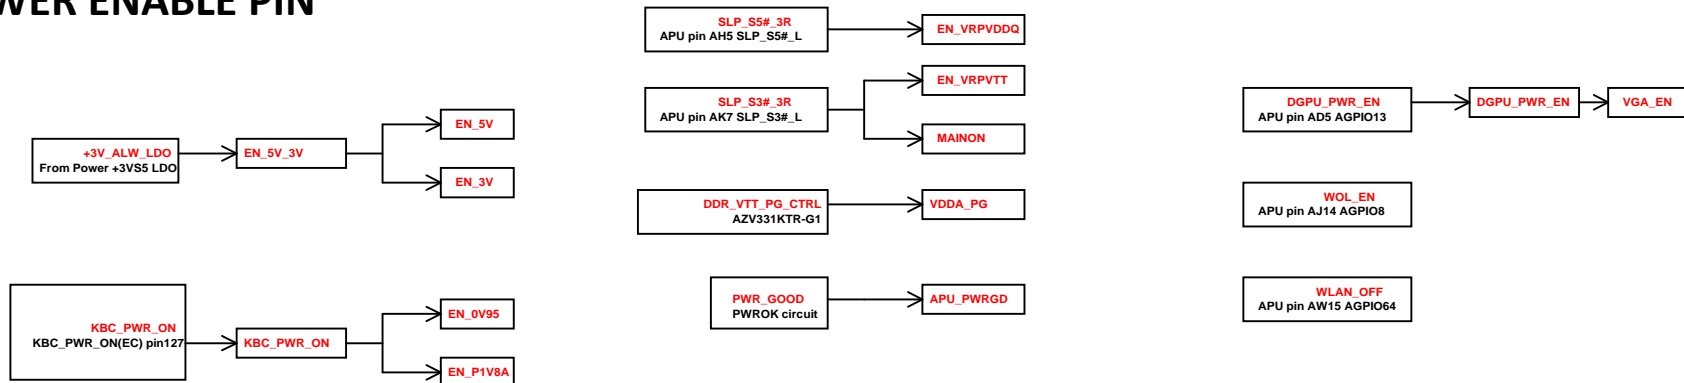 WER ENABLE PIN
+3V_ALW_LDO
From Power +3VS5 LDO
EN_5V_3V
EN_5V
EN_3V
KBC_PWR_ON
KBC_PWR_ON(EC) pin127
KBC_PWR_ON
EN_0V95
EN_P1V8A
SLP_S5#_3R
APU pin AH5 SLP_S5#_L
EN_VRPVDDQ
SLP_S3#_3R
APU pin AK7 SLP_S3#_L
EN_VRPVTT
MAINON
DDR_VTT_PG_CTRL
AZV331KTR-G1
VDDA_PG
PWR_GOOD
PWROK circuit
APU_PWRGD
DGPU_PWR_EN
APU pin AD5 AGPIO13
DGPU_PWR_EN
VGA_EN
WOL_EN
APU pin AJ14 AGPIO8
WLAN_OFF
APU pin AW15 AGPIO64